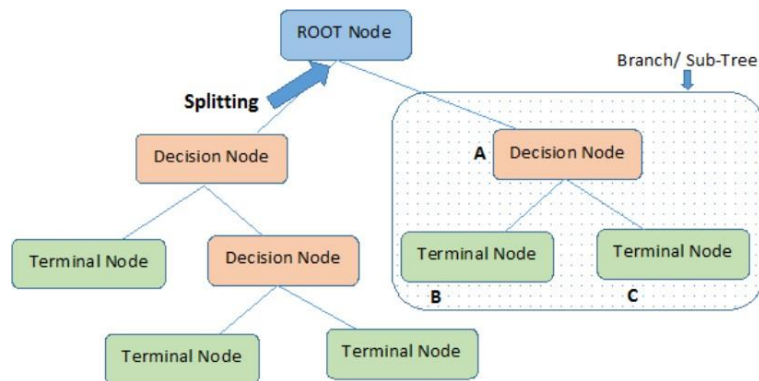 ROOT Node
Branch/ Sub-Tree
Splitting
Decision Node
A
Decision Node
Terminal Node
Decision Node
Terminal Node
Terminal Node
B
C
Terminal Node
Terminal Node